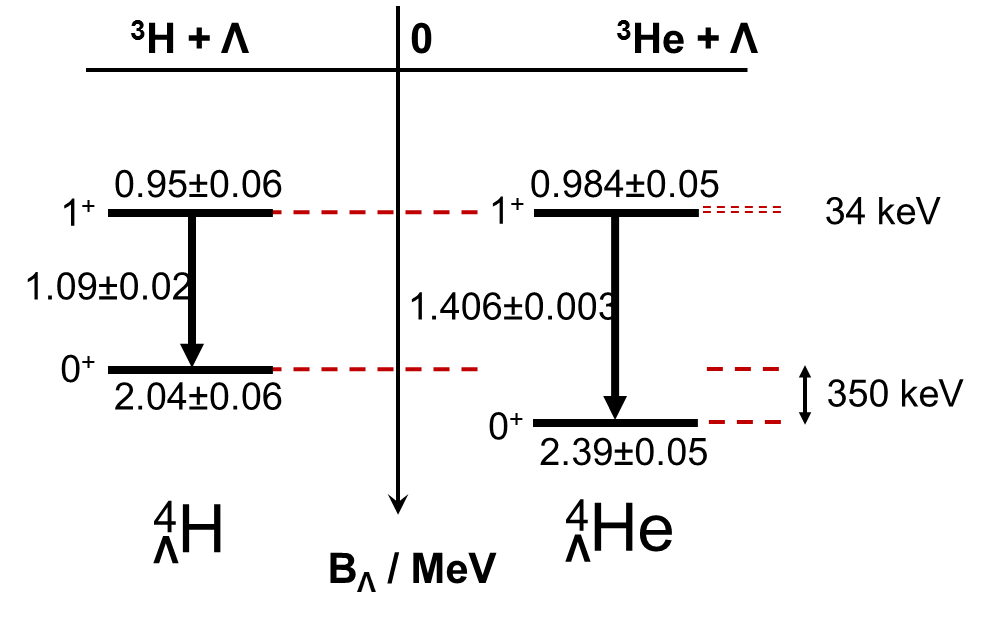 ³H + Λ 0 ³He + Λ
0.95±0.06 0.984±0.05
1⁺ 1⁺ 34 keV
1.09±0.02 1.406±0.003
0⁺ 350 keV
2.04±0.06 0⁺
2.39±0.05
⁴ΛH ⁴ΛHe
BΛ / MeV